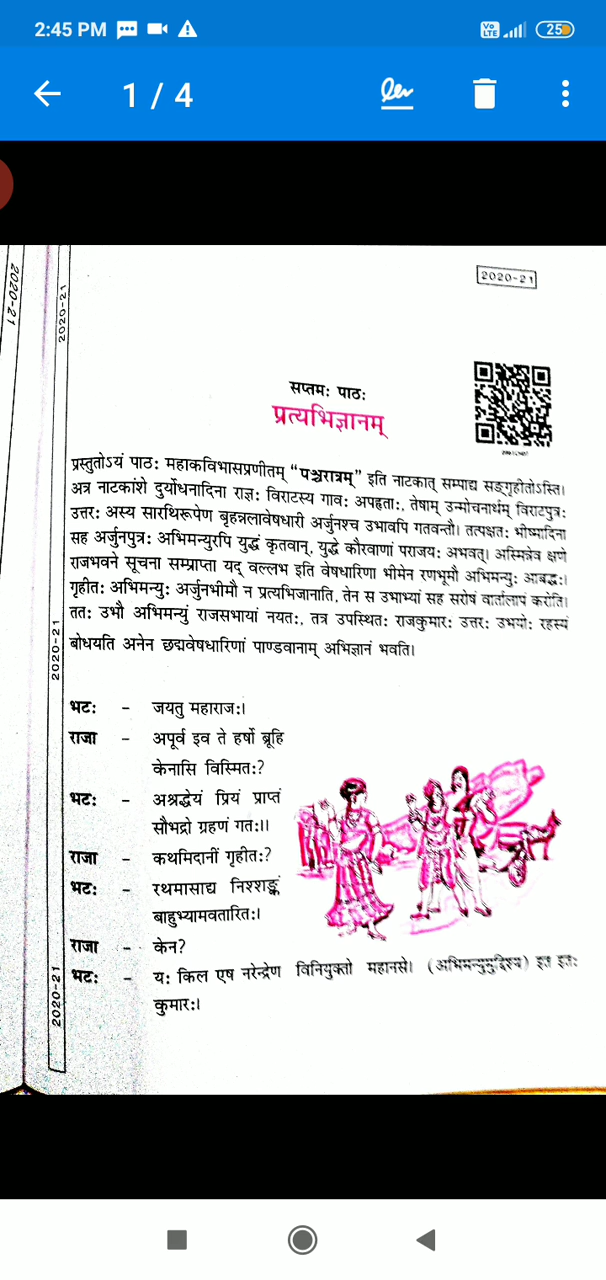 2:45 PM
Vo LTE
25
1 / 4
2020-21
2020-21
2020-21
सप्तमः पाठः
प्रत्यभिज्ञानम्
प्रस्तुतोऽयं पाठः महाकविभासप्रणीतम् “पञ्चरात्रम्” इति नाटकात् सम्पाद्य सङ्गृहीतोऽस्ति।
अत्र नाटकांशे दुर्योधनादिना राज्ञः विराटस्य गावः अपहृताः, तेषाम् उन्मोचनार्थम् विराटपुत्रः
उत्तरः अस्य सारथिरूपेण बृहन्नलावेषधारी अर्जुनश्च उभावपि गतवन्तौ। तत्पक्षतः भीष्मादिना
सह अर्जुनपुत्रः अभिमन्युरपि युद्धं कृतवान्, युद्धे कौरवाणां पराजयः अभवत्। अस्मिन्नेव क्षणे
राजभवने सूचना सम्प्राप्ता यद् वल्लभ इति वेषधारिणा भीमेन रणभूमौ अभिमन्युः आबद्धः।
गृहीतः अभिमन्युः अर्जुनभीमौ न प्रत्यभिजानाति, तेन स उभाभ्यां सह सरोषं वार्तालापं करोति।
ततः उभौ अभिमन्युं राजसभायां नयतः, तत्र उपस्थितः राजकुमारः उत्तरः उभयोः रहस्यं
बोधयति अनेन छद्मवेषधारिणां पाण्डवानाम् अभिज्ञानं भवति।
2020-21
भटः – जयतु महाराजः।
राजा – अपूर्व इव ते हर्षो ब्रूहि
केनासि विस्मितः?
भटः – अश्रद्धेयं प्रियं प्राप्तं
सौभद्रो ग्रहणं गतः॥
राजा – कथमिदानीं गृहीतः?
भटः – रथमासाद्य निश्शङ्कं
बाहुभ्यामवतारितः।
राजा – केन?
भटः – यः किल एष नरेन्द्रेण विनियुक्तो महानसे। (अभिमन्युमुद्दिश्य) इत इतः
कुमारः।
2020-21